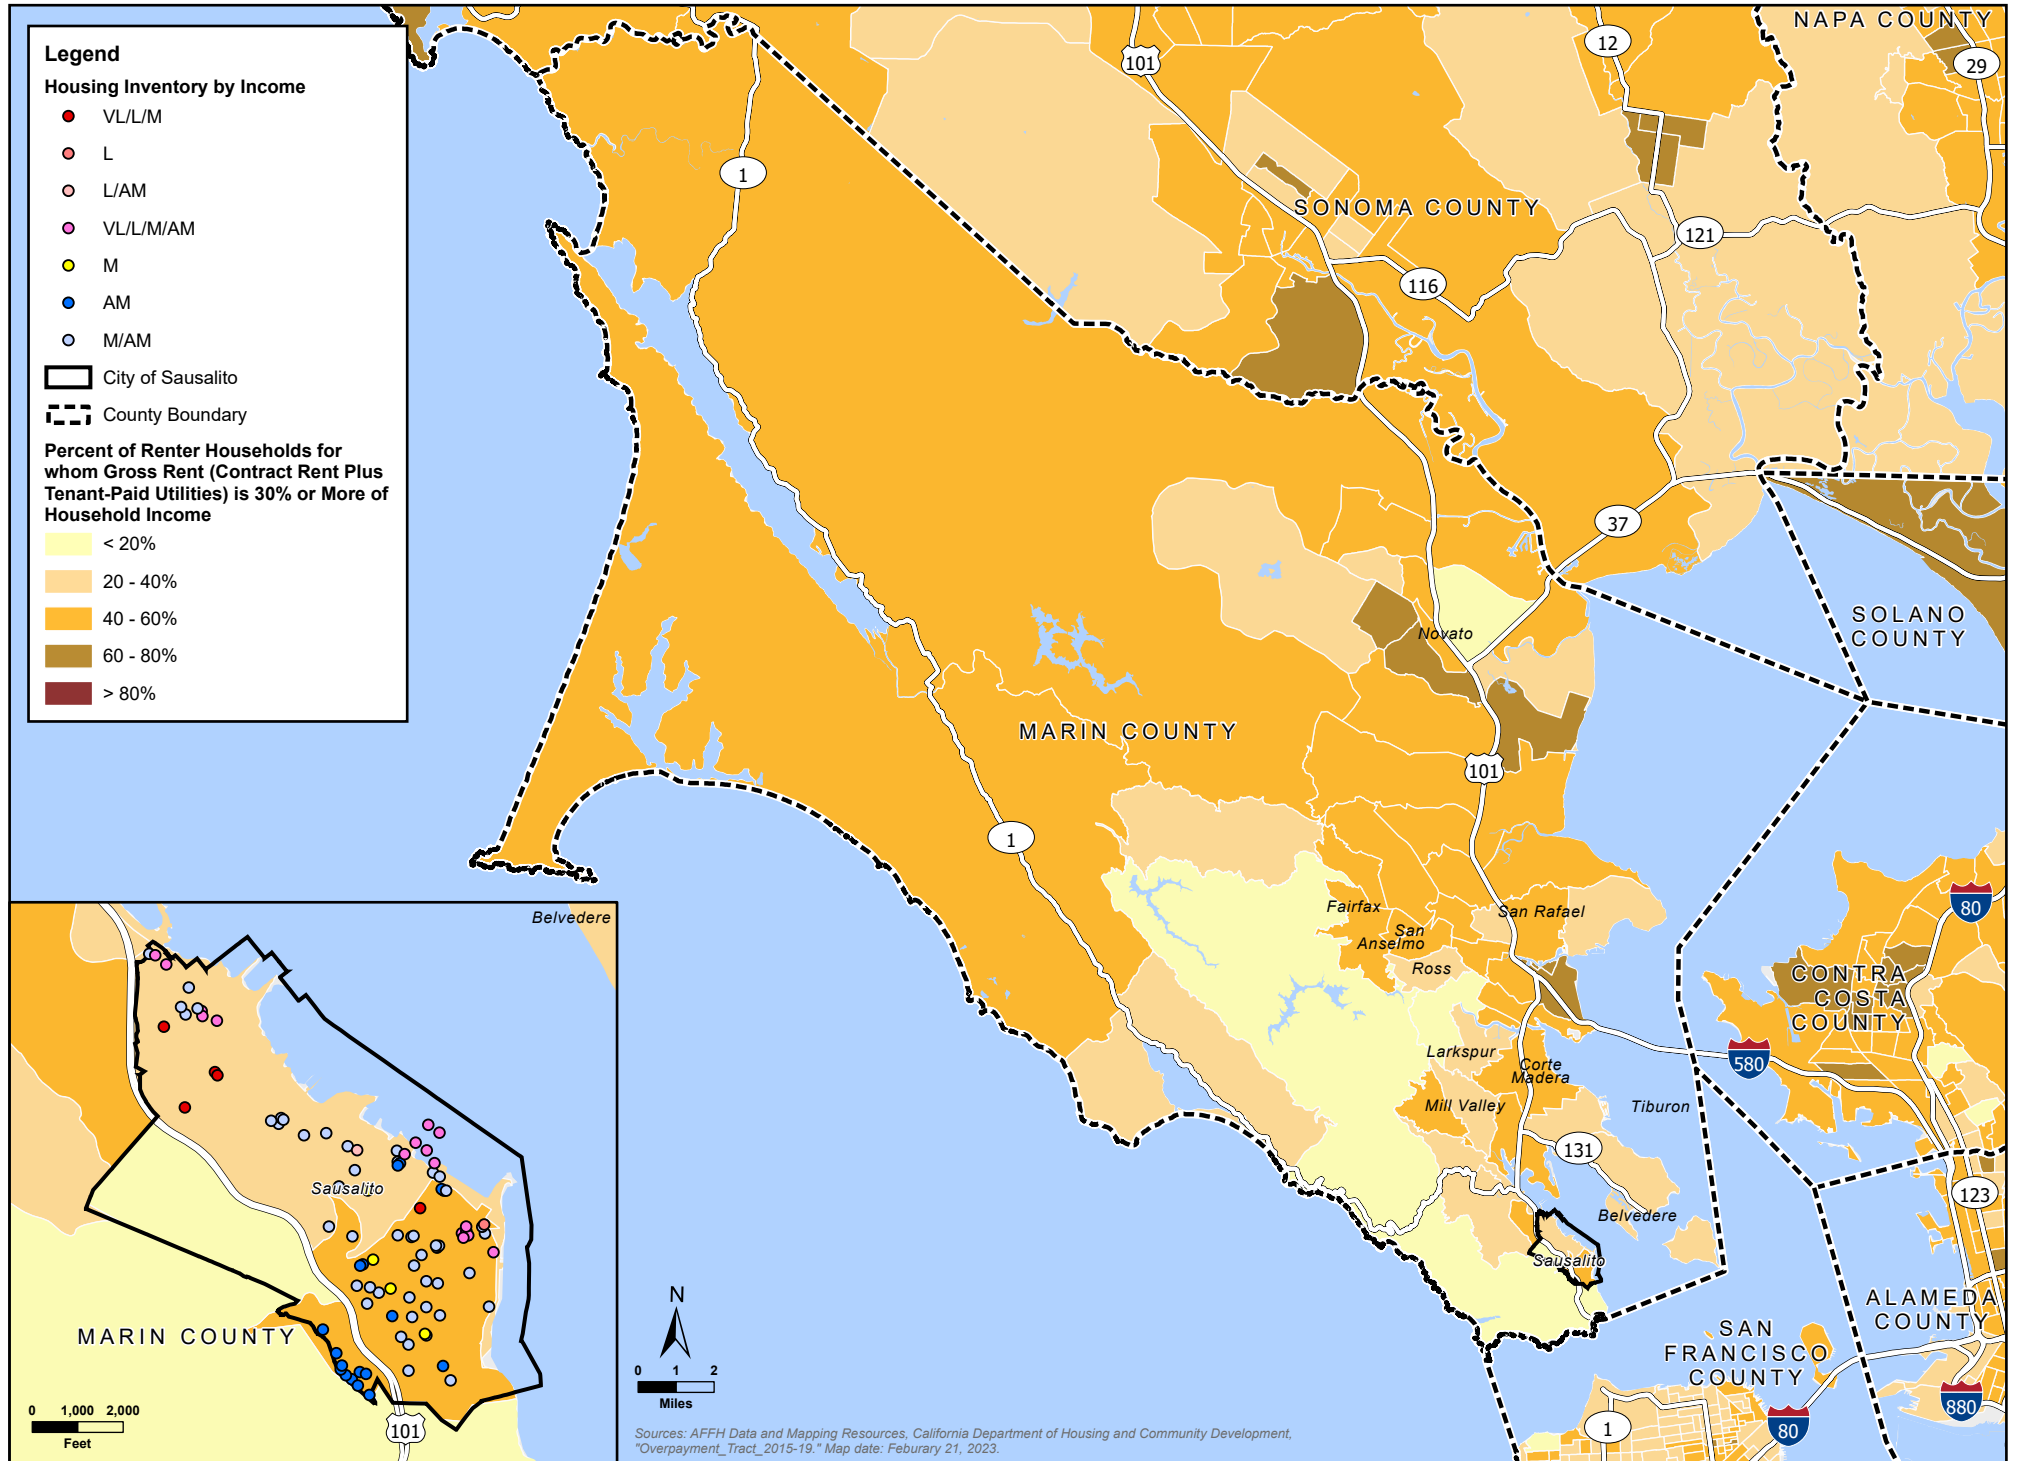 Legend
Housing Inventory by Income
VL/L/M
L
L/AM
VL/L/M/AM
M
AM
M/AM
City of Sausalito
County Boundary
Percent of Renter Households for
whom Gross Rent (Contract Rent Plus
Tenant-Paid Utilities) is 30% or More of
Household Income
< 20%
20 - 40%
40 - 60%
60 - 80%
> 80%
NAPA COUNTY
12
29
101
1
SONOMA COUNTY
121
116
37
SOLANO
COUNTY
Novato
MARIN COUNTY
101
1
80
Fairfax
San Rafael
San
Anselmo
Ross
CONTRA
COSTA
COUNTY
Larkspur
Corte
Madera
580
Mill Valley
Tiburon
131
123
Belvedere
Sausalito
ALAMEDA
COUNTY
SAN
FRANCISCO
COUNTY
1
80
880
Belvedere
Sausalito
MARIN COUNTY
101
0 1,000 2,000
Feet
N
0 1 2
Miles
Sources: AFFH Data and Mapping Resources, California Department of Housing and Community Development,
"Overpayment_Tract_2015-19." Map date: Feburary 21, 2023.